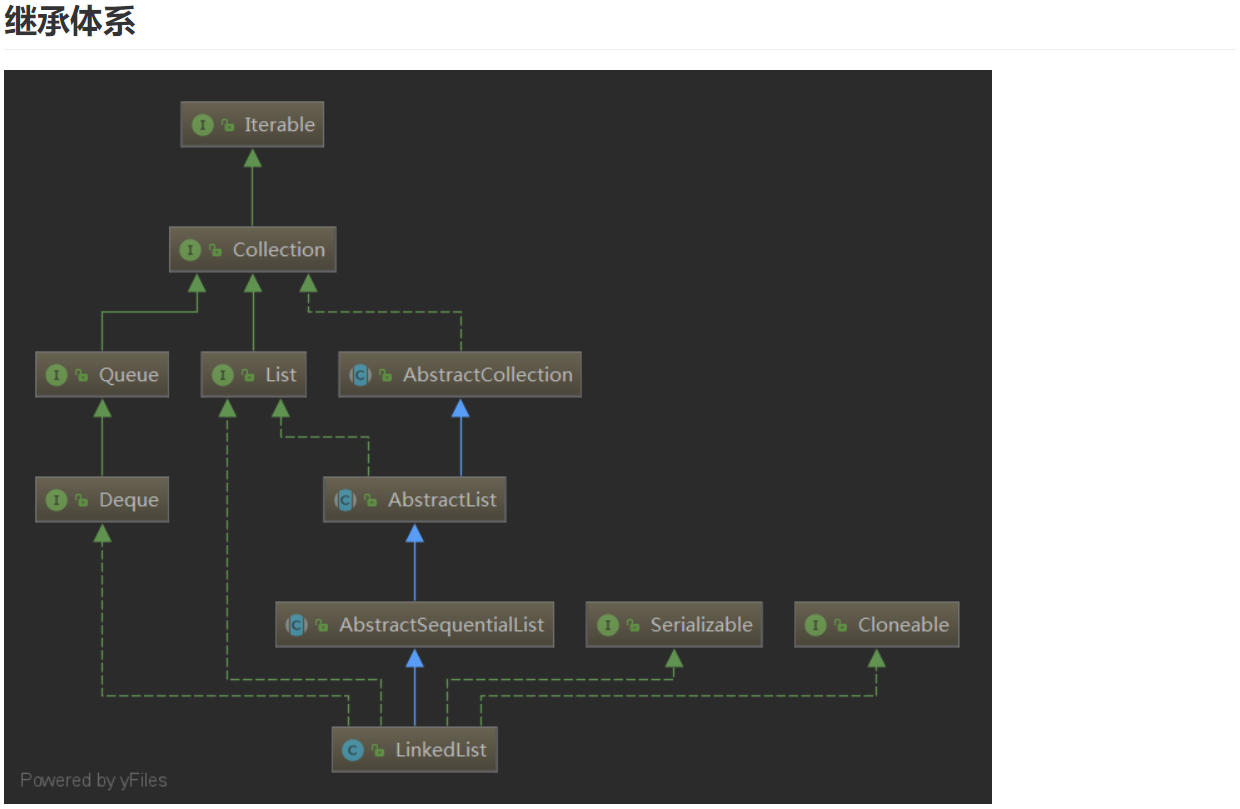 继承体系
Iterable
Collection
Queue
List
AbstractCollection
Deque
AbstractList
AbstractSequentialList
Serializable
Cloneable
LinkedList
Powered by yFiles